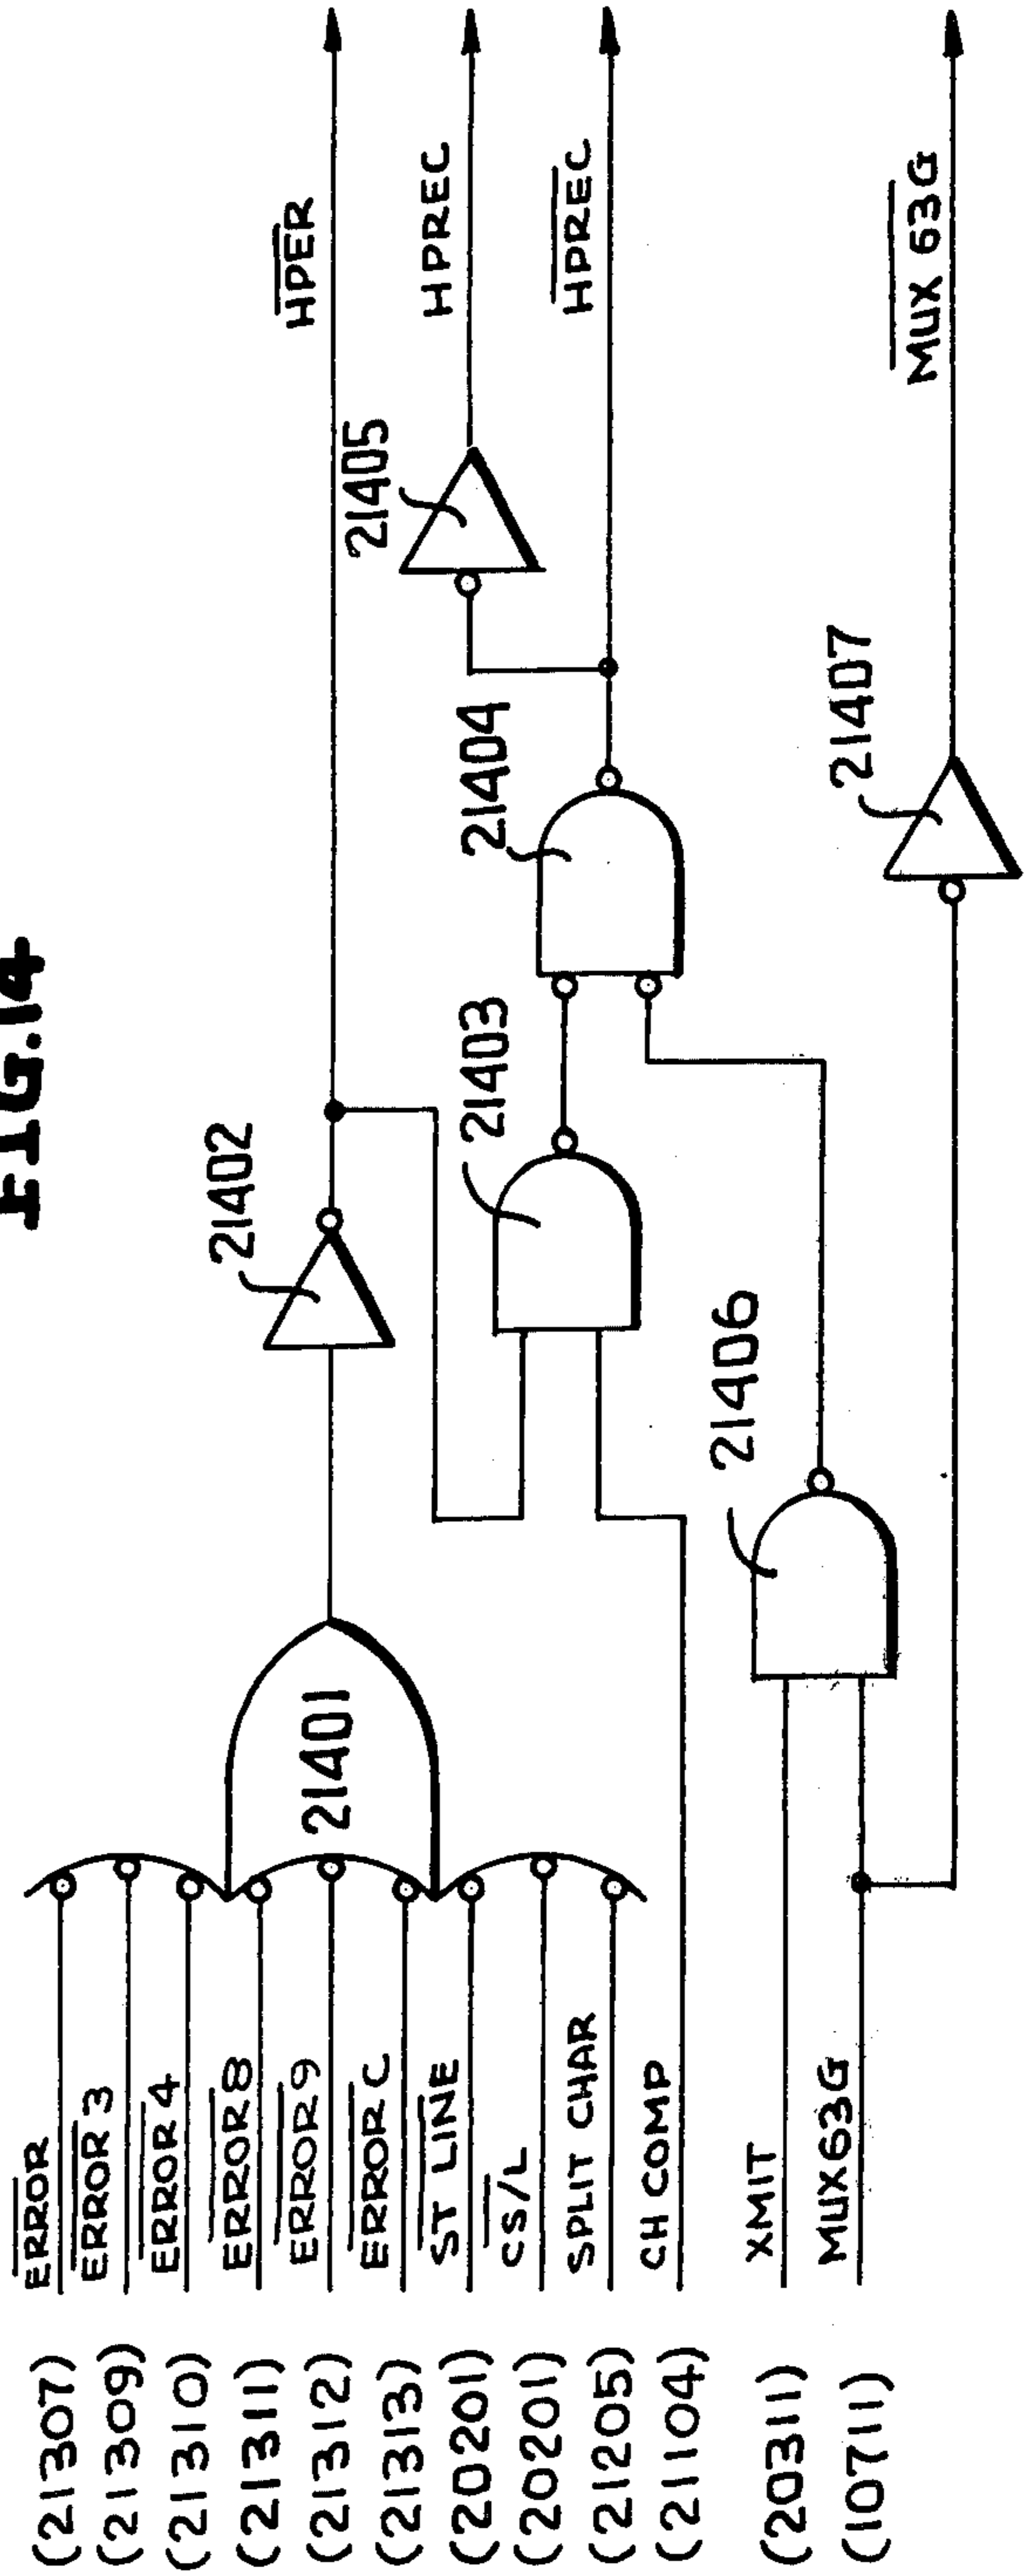 FIG.14
(21307) ERROR
(21309) ERROR 3
(21310) ERROR 4
(21311) ERROR 8
(21312) ERROR 9
(21313) ERROR C
(20201) ST LINE
(20201) CS/L
(21205) SPLIT CHAR
(21104) CH COMP
(20311) XMIT
(10711) MUX63G
21401
21402
21403
21404
21405
21406
21407
HPER
HPREC
HPREC
MUX 63G